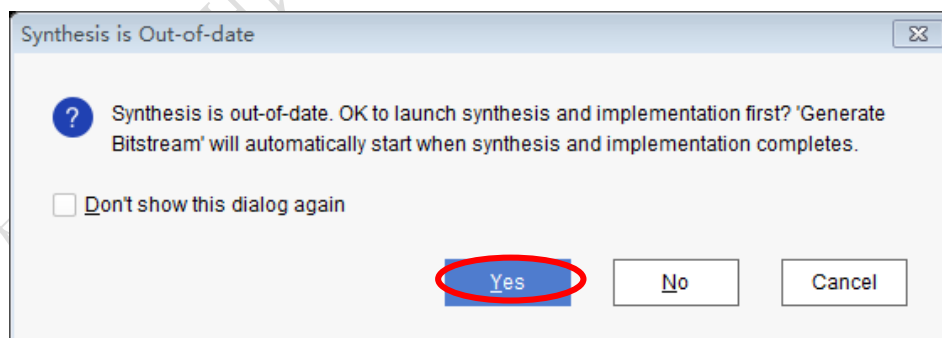 Synthesis is Out-of-date
Synthesis is out-of-date. OK to launch synthesis and implementation first? 'Generate
Bitstream' will automatically start when synthesis and implementation completes.
Don't show this dialog again
Yes
No
Cancel